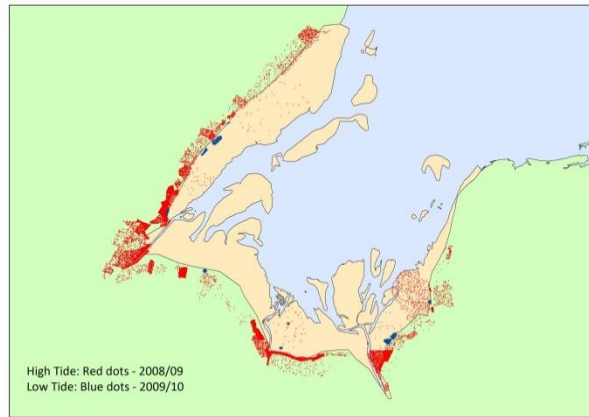 High Tide: Red dots - 2008/09
Low Tide: Blue dots - 2009/10